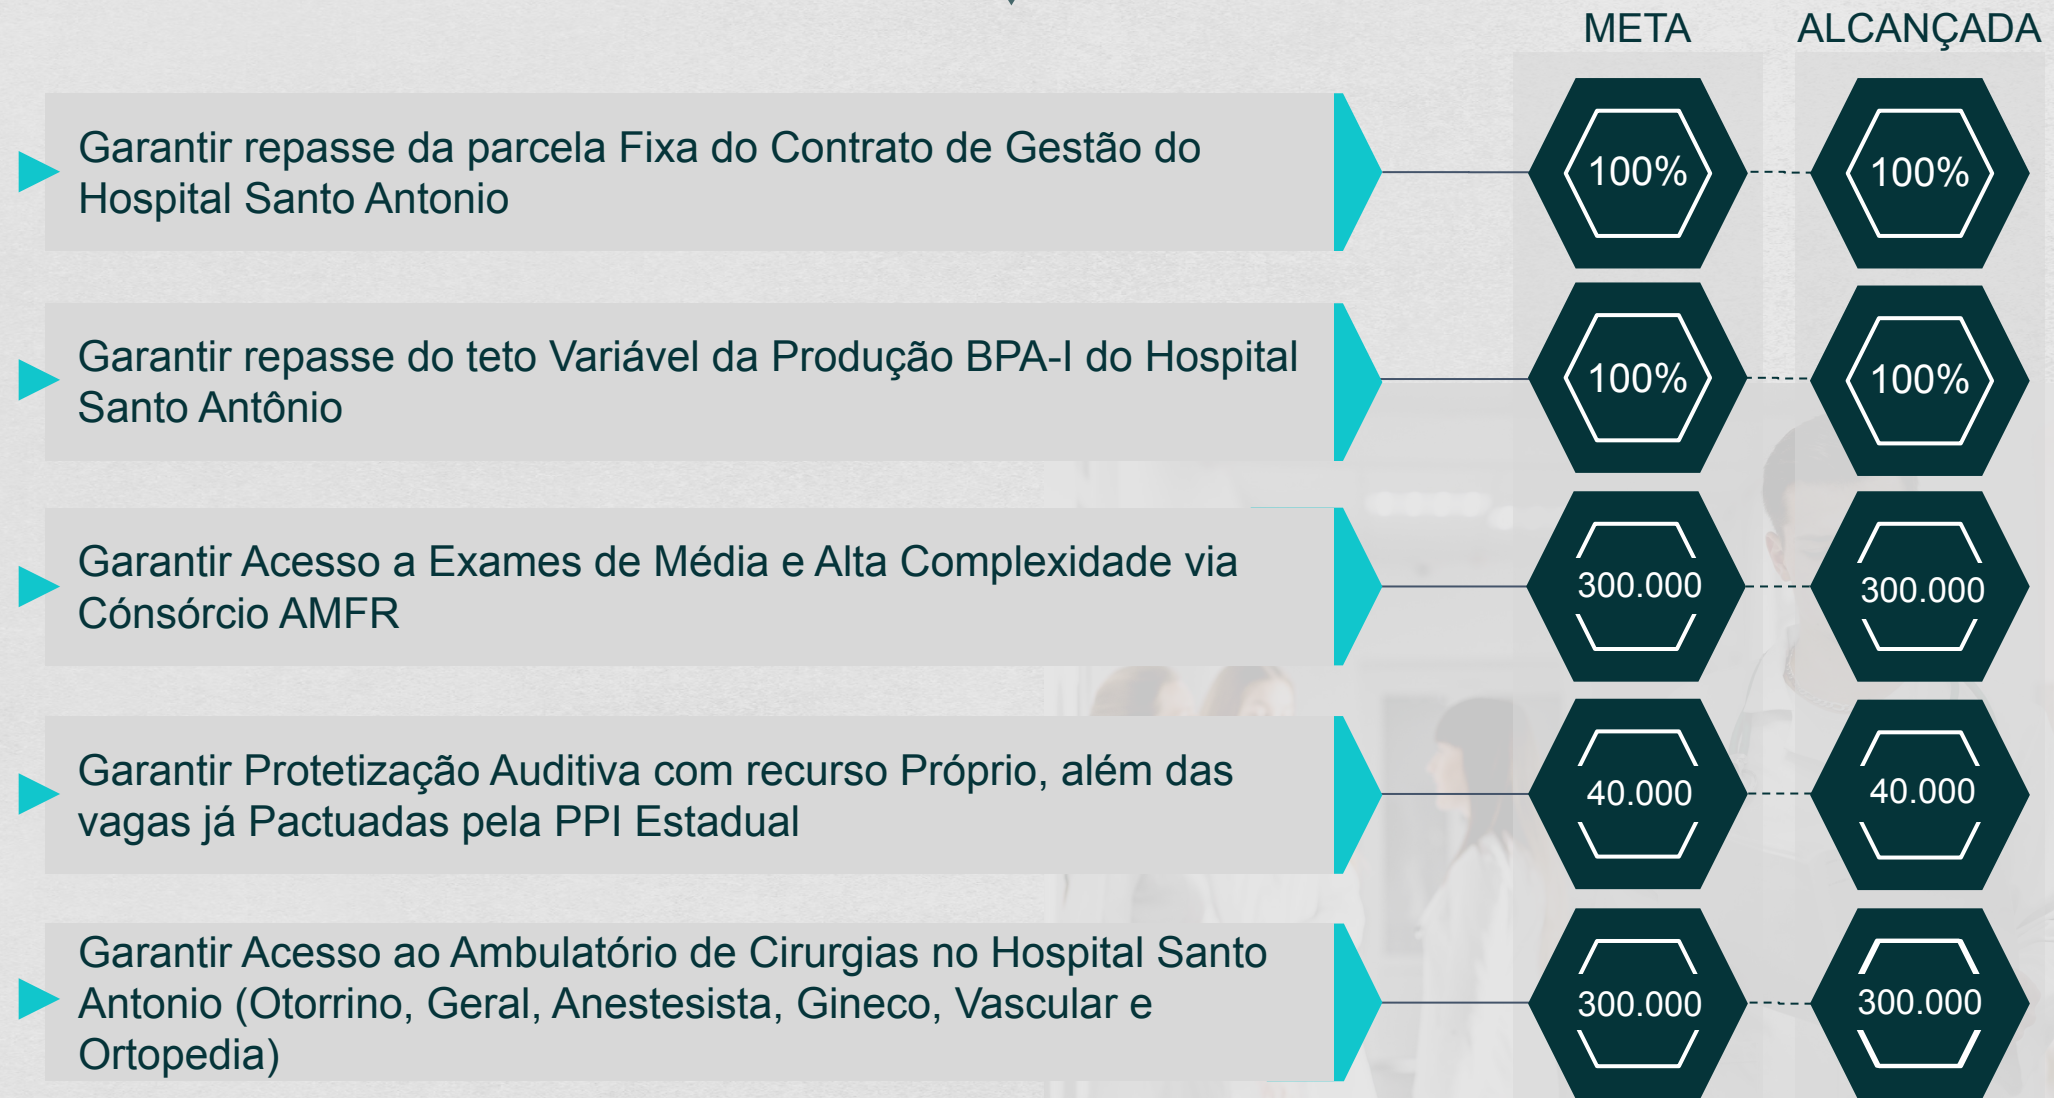 META ALCANÇADA
Garantir repasse da parcela Fixa do Contrato de Gestão do
Hospital Santo Antonio
100% 100%
Garantir repasse do teto Variável da Produção BPA-I do Hospital
Santo Antônio
100% 100%
Garantir Acesso a Exames de Média e Alta Complexidade via
Cónsórcio AMFR
300.000 300.000
Garantir Protetização Auditiva com recurso Próprio, além das
vagas já Pactuadas pela PPI Estadual
40.000 40.000
Garantir Acesso ao Ambulatório de Cirurgias no Hospital Santo
Antonio (Otorrino, Geral, Anestesista, Gineco, Vascular e
Ortopedia)
300.000 300.000